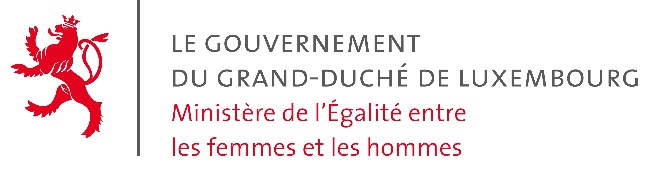 LE GOUVERNEMENT
DU GRAND-DUCHÉ DE LUXEMBOURG
Ministère de l'Égalité entre
les femmes et les hommes